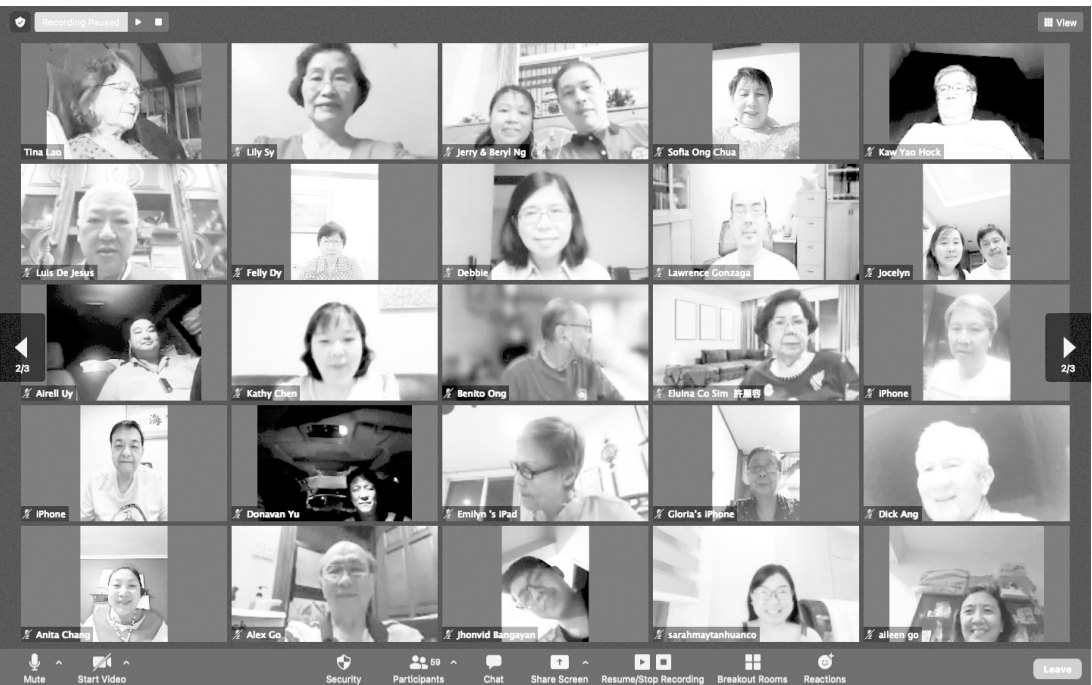 Recording Paused
View
Tina Lao
Lily Sy
Jerry & Beryl Ng
Sofia Ong Chua
Kaw Yao Hock
Luis De Jesus
Felly Dy
Debbie
Lawrence Gonzaga
Jocelyn
2/3
2/3
Airell Uy
Kathy Chen
Benito Ong
Eluina Co Sim 許麗容
iPhone
海
iPhone
Donavan Yu
Emilyn 's iPad
Gloria's iPhone
Dick Ang
Anita Chang
Alex Go
Jhonvid Bangayan
sarahmaytanhuanco
aileen go
Mute
Start Video
Security
Participants
59
Chat
Share Screen
Resume/Stop Recording
Breakout Rooms
Reactions
Leave